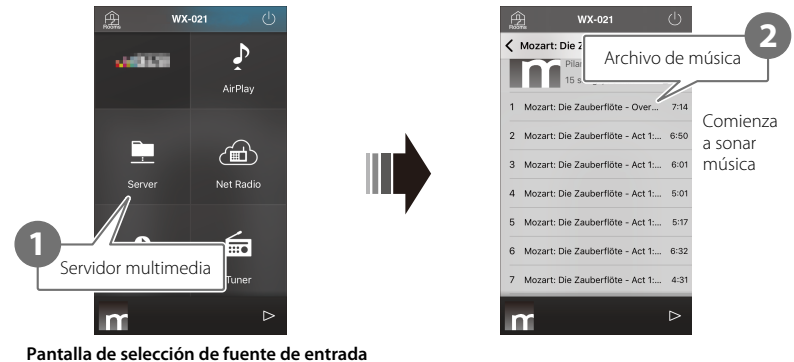 Rooms
WX-021
AirPlay
Server
Net Radio
1
Servidor multimedia
Tuner
m
Pantalla de selección de fuente de entrada
Rooms
WX-021
2
Mozart: Die Z
Archivo de música
m
Pilar
15 s
1 Mozart: Die Zauberflöte - Over... 7:14
2 Mozart: Die Zauberflöte - Act 1:... 6:50
3 Mozart: Die Zauberflöte - Act 1:... 6:01
4 Mozart: Die Zauberflöte - Act 1:... 5:01
5 Mozart: Die Zauberflöte - Act 1:... 5:17
6 Mozart: Die Zauberflöte - Act 1:... 6:32
7 Mozart: Die Zauberflöte - Act 1:... 4:31
m
Comienza
a sonar
música